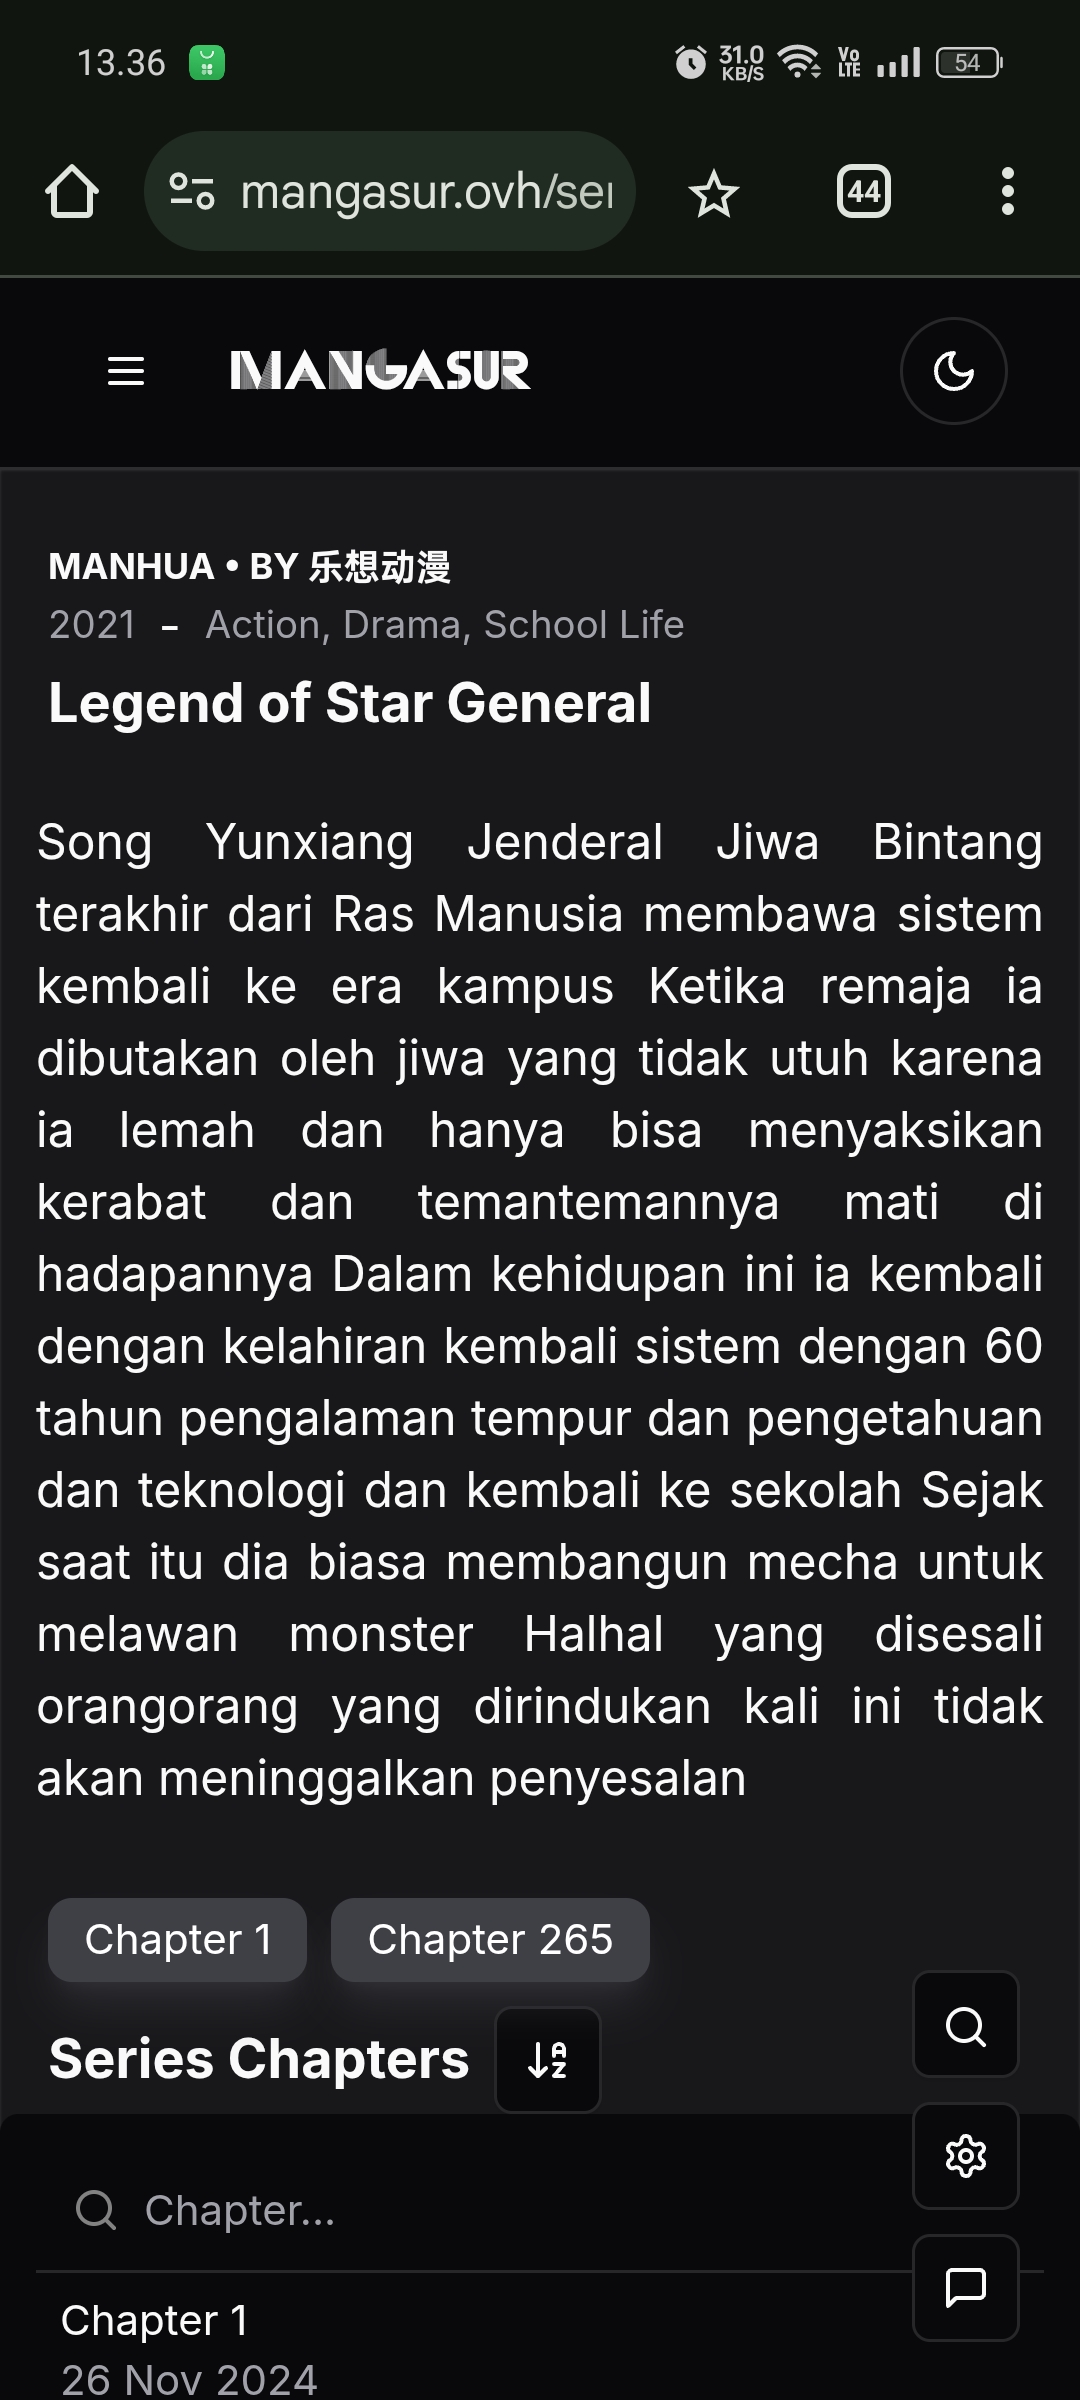 13.36
31.0
KB/S
Vo
LTE
54
mangasur.ovh/ser
44
MANGASUR
MANHUA • BY 乐想动漫
2021 – Action, Drama, School Life
Legend of Star General
Song Yunxiang Jenderal Jiwa Bintang
terakhir dari Ras Manusia membawa sistem
kembali ke era kampus Ketika remaja ia
dibutakan oleh jiwa yang tidak utuh karena
ia lemah dan hanya bisa menyaksikan
kerabat dan temantemannya mati di
hadapannya Dalam kehidupan ini ia kembali
dengan kelahiran kembali sistem dengan 60
tahun pengalaman tempur dan pengetahuan
dan teknologi dan kembali ke sekolah Sejak
saat itu dia biasa membangun mecha untuk
melawan monster Halhal yang disesali
orangorang yang dirindukan kali ini tidak
akan meninggalkan penyesalan
Chapter 1
Chapter 265
Series Chapters
Chapter...
Chapter 1
26 Nov 2024